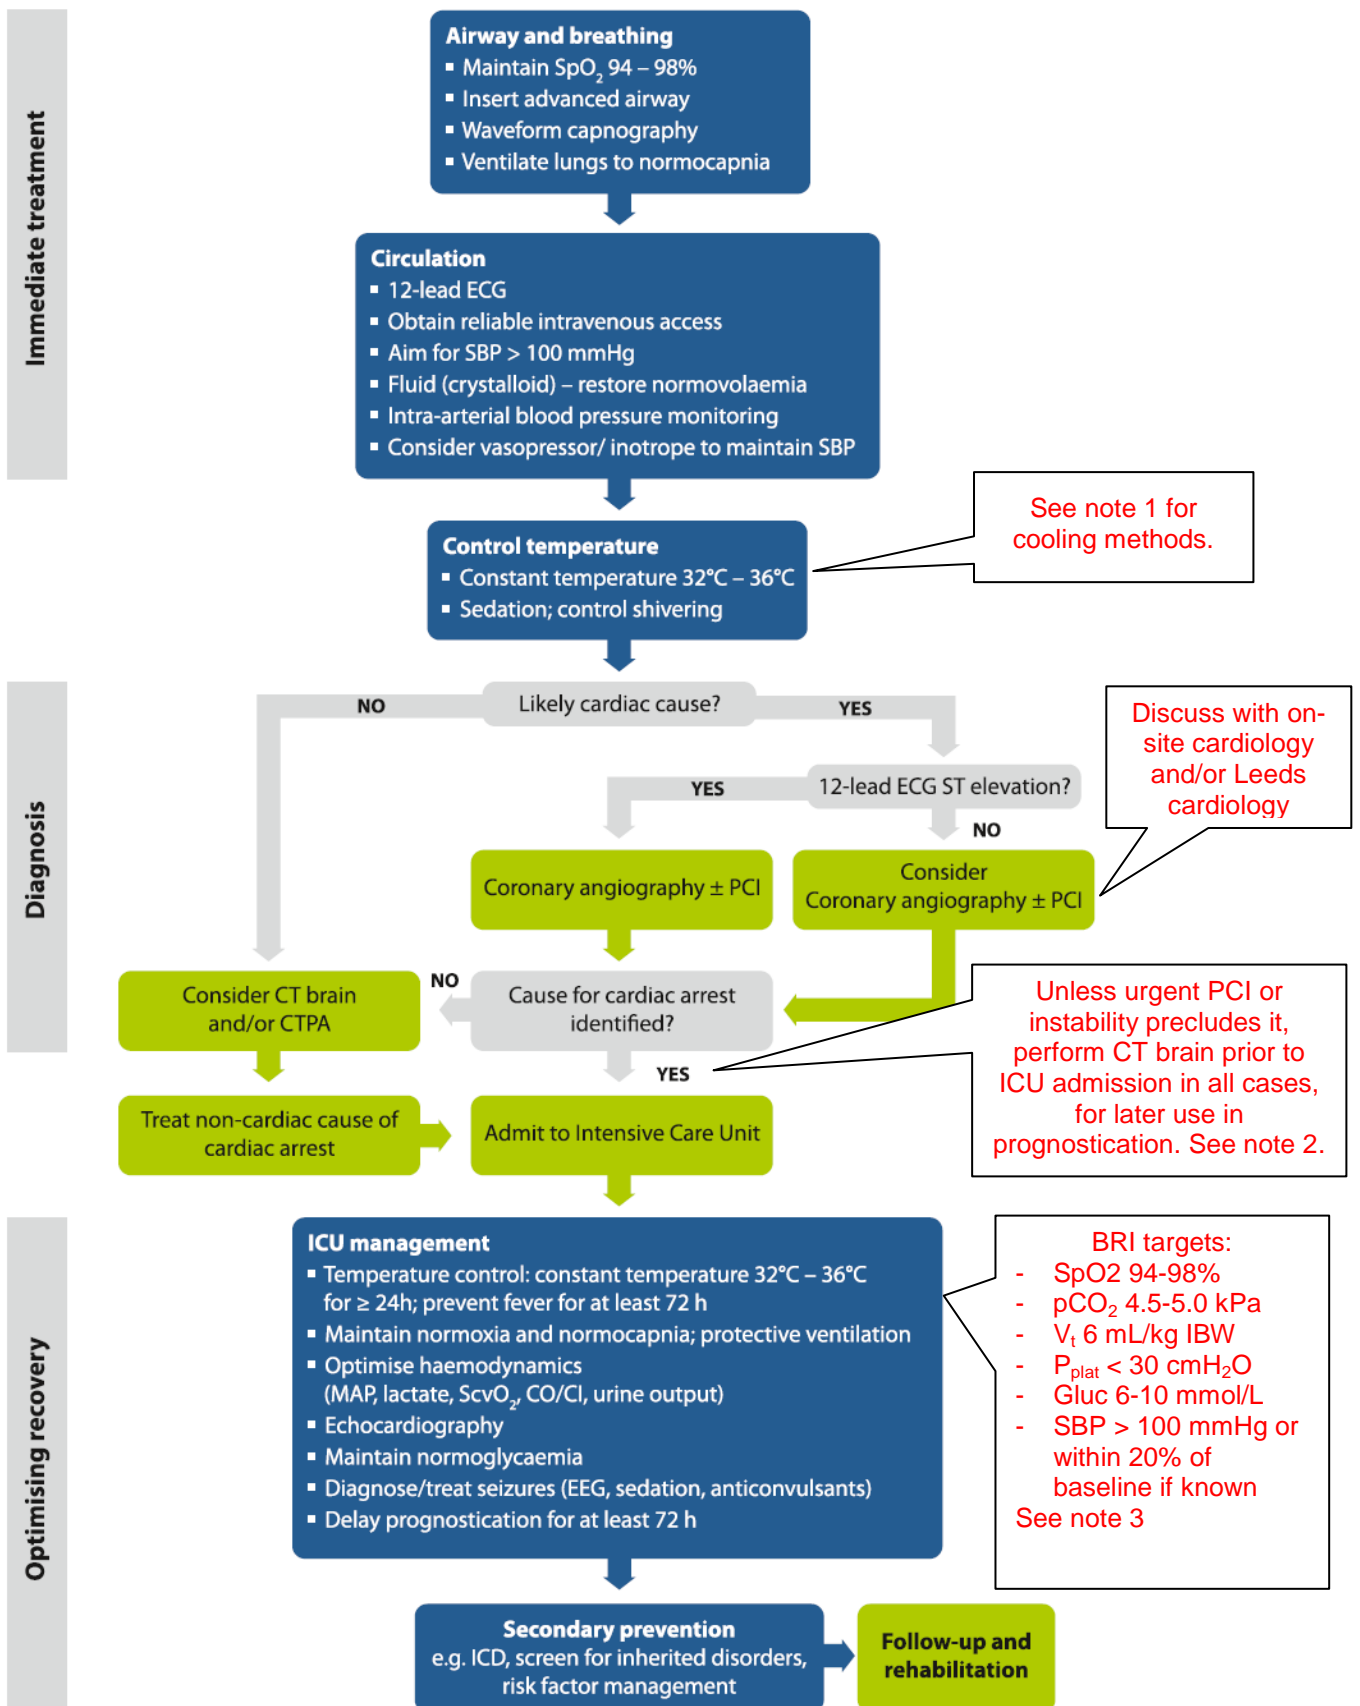 Immediate treatment
Airway and breathing
▪ Maintain SpO₂ 94 – 98%
▪ Insert advanced airway
▪ Waveform capnography
▪ Ventilate lungs to normocapnia
Circulation
▪ 12-lead ECG
▪ Obtain reliable intravenous access
▪ Aim for SBP > 100 mmHg
▪ Fluid (crystalloid) – restore normovolaemia
▪ Intra-arterial blood pressure monitoring
▪ Consider vasopressor/ inotrope to maintain SBP
Control temperature
▪ Constant temperature 32°C – 36°C
▪ Sedation; control shivering
See note 1 for
cooling methods.
Diagnosis
Likely cardiac cause?
NO
YES
12-lead ECG ST elevation?
YES
NO
Discuss with on-
site cardiology
and/or Leeds
cardiology
Coronary angiography ± PCI
Consider
Coronary angiography ± PCI
Consider CT brain
and/or CTPA
NO
Cause for cardiac arrest
identified?
YES
Unless urgent PCI or
instability precludes it,
perform CT brain prior to
ICU admission in all cases,
for later use in
prognostication. See note 2.
Treat non-cardiac cause of
cardiac arrest
Admit to Intensive Care Unit
Optimising recovery
ICU management
▪ Temperature control: constant temperature 32°C – 36°C
for ≥ 24h; prevent fever for at least 72 h
▪ Maintain normoxia and normocapnia; protective ventilation
▪ Optimise haemodynamics
(MAP, lactate, ScvO₂, CO/CI, urine output)
▪ Echocardiography
▪ Maintain normoglycaemia
▪ Diagnose/treat seizures (EEG, sedation, anticonvulsants)
▪ Delay prognostication for at least 72 h
BRI targets:
- SpO2 94-98%
- pCO₂ 4.5-5.0 kPa
- Vₜ 6 mL/kg IBW
- Pₚₗₐₜ < 30 cmH₂O
- Gluc 6-10 mmol/L
- SBP > 100 mmHg or
within 20% of
baseline if known
See note 3
Secondary prevention
e.g. ICD, screen for inherited disorders,
risk factor management
Follow-up and
rehabilitation